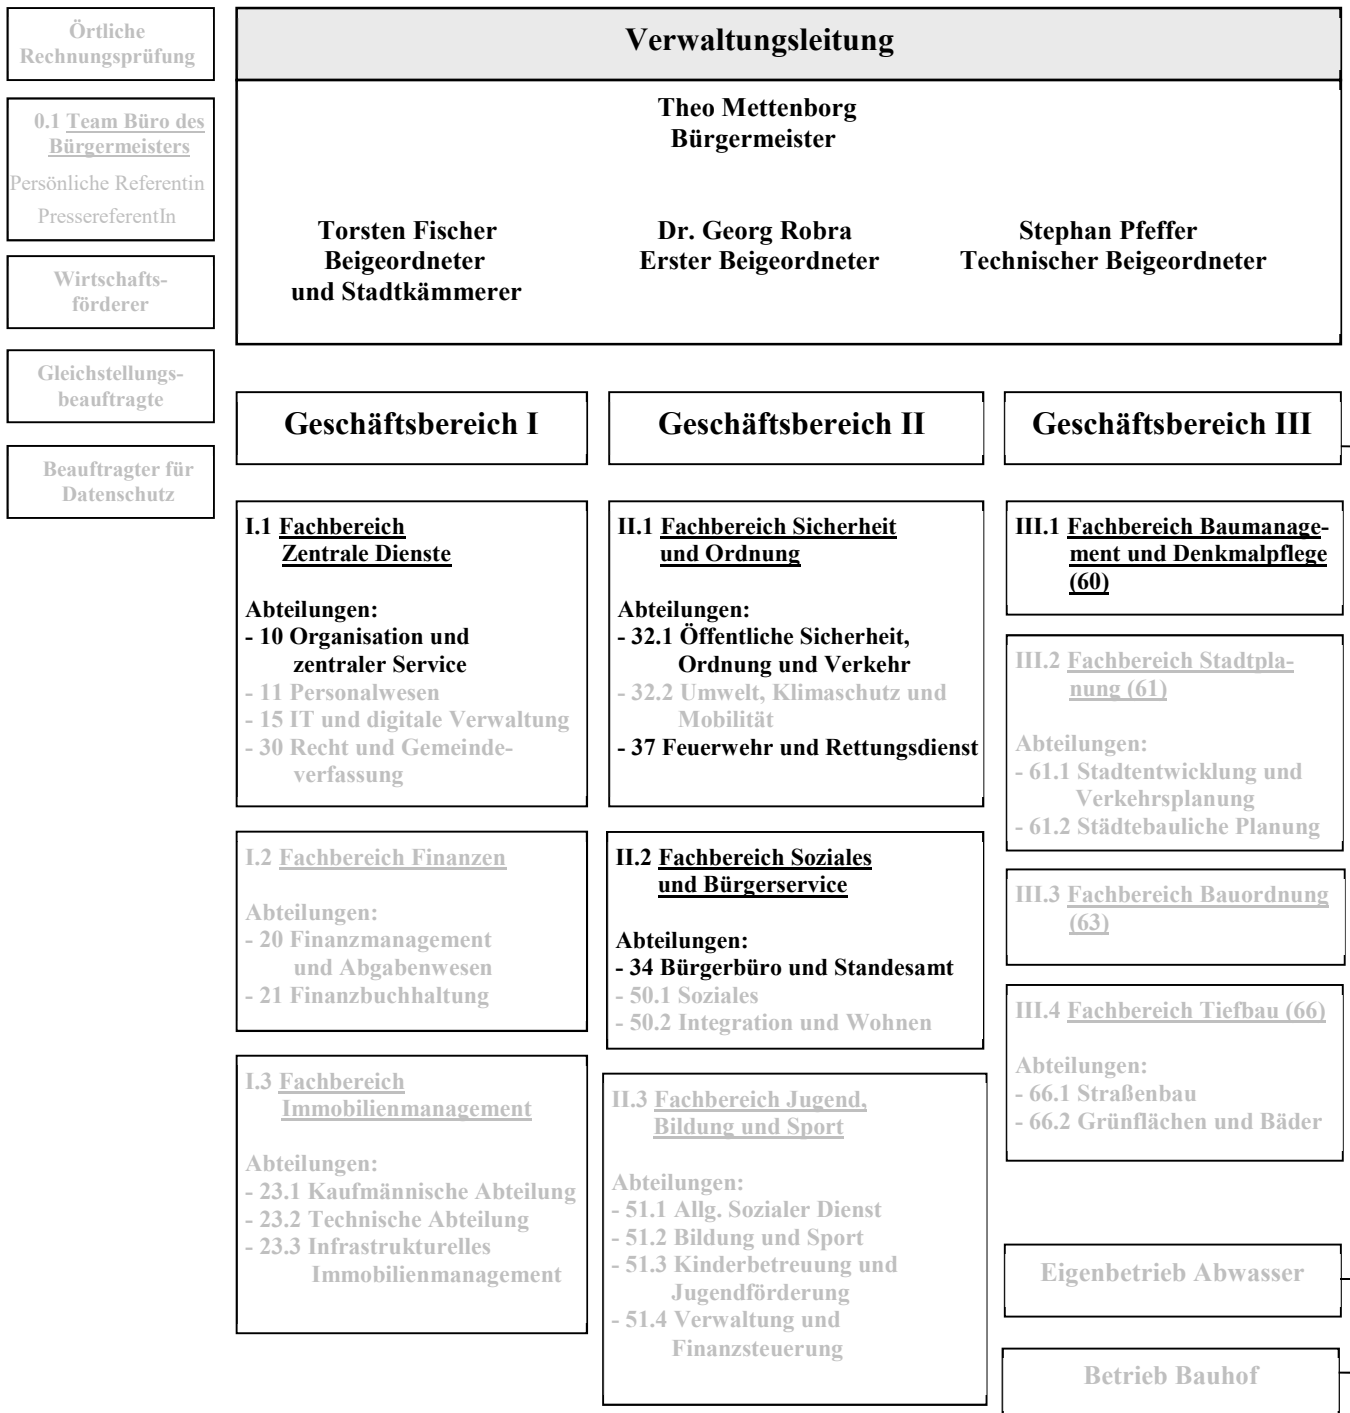 Örtliche
Rechnungsprüfung
0.1 Team Büro des
Bürgermeisters
Persönliche Referentin
PressereferentIn
Wirtschafts-
förderer
Gleichstellungs-
beauftragte
Beauftragter für
Datenschutz
Verwaltungsleitung
Theo Mettenborg
Bürgermeister
Torsten Fischer
Beigeordneter
und Stadtkämmerer
Dr. Georg Robra
Erster Beigeordneter
Stephan Pfeffer
Technischer Beigeordneter
Geschäftsbereich I
I.1 Fachbereich
Zentrale Dienste
Abteilungen:
- 10 Organisation und
zentraler Service
- 11 Personalwesen
- 15 IT und digitale Verwaltung
- 30 Recht und Gemeinde-
verfassung
I.2 Fachbereich Finanzen
Abteilungen:
- 20 Finanzmanagement
und Abgabenwesen
- 21 Finanzbuchhaltung
I.3 Fachbereich
Immobilienmanagement
Abteilungen:
- 23.1 Kaufmännische Abteilung
- 23.2 Technische Abteilung
- 23.3 Infrastrukturelles
Immobilienmanagement
Geschäftsbereich II
II.1 Fachbereich Sicherheit
und Ordnung
Abteilungen:
- 32.1 Öffentliche Sicherheit,
Ordnung und Verkehr
- 32.2 Umwelt, Klimaschutz und
Mobilität
- 37 Feuerwehr und Rettungsdienst
II.2 Fachbereich Soziales
und Bürgerservice
Abteilungen:
- 34 Bürgerbüro und Standesamt
- 50.1 Soziales
- 50.2 Integration und Wohnen
II.3 Fachbereich Jugend,
Bildung und Sport
Abteilungen:
- 51.1 Allg. Sozialer Dienst
- 51.2 Bildung und Sport
- 51.3 Kinderbetreuung und
Jugendförderung
- 51.4 Verwaltung und
Finanzsteuerung
Geschäftsbereich III
III.1 Fachbereich Baumanage-
ment und Denkmalpflege
(60)
III.2 Fachbereich Stadtpla-
nung (61)
Abteilungen:
- 61.1 Stadtentwicklung und
Verkehrsplanung
- 61.2 Städtebauliche Planung
III.3 Fachbereich Bauordnung
(63)
III.4 Fachbereich Tiefbau (66)
Abteilungen:
- 66.1 Straßenbau
- 66.2 Grünflächen und Bäder
Eigenbetrieb Abwasser
Betrieb Bauhof